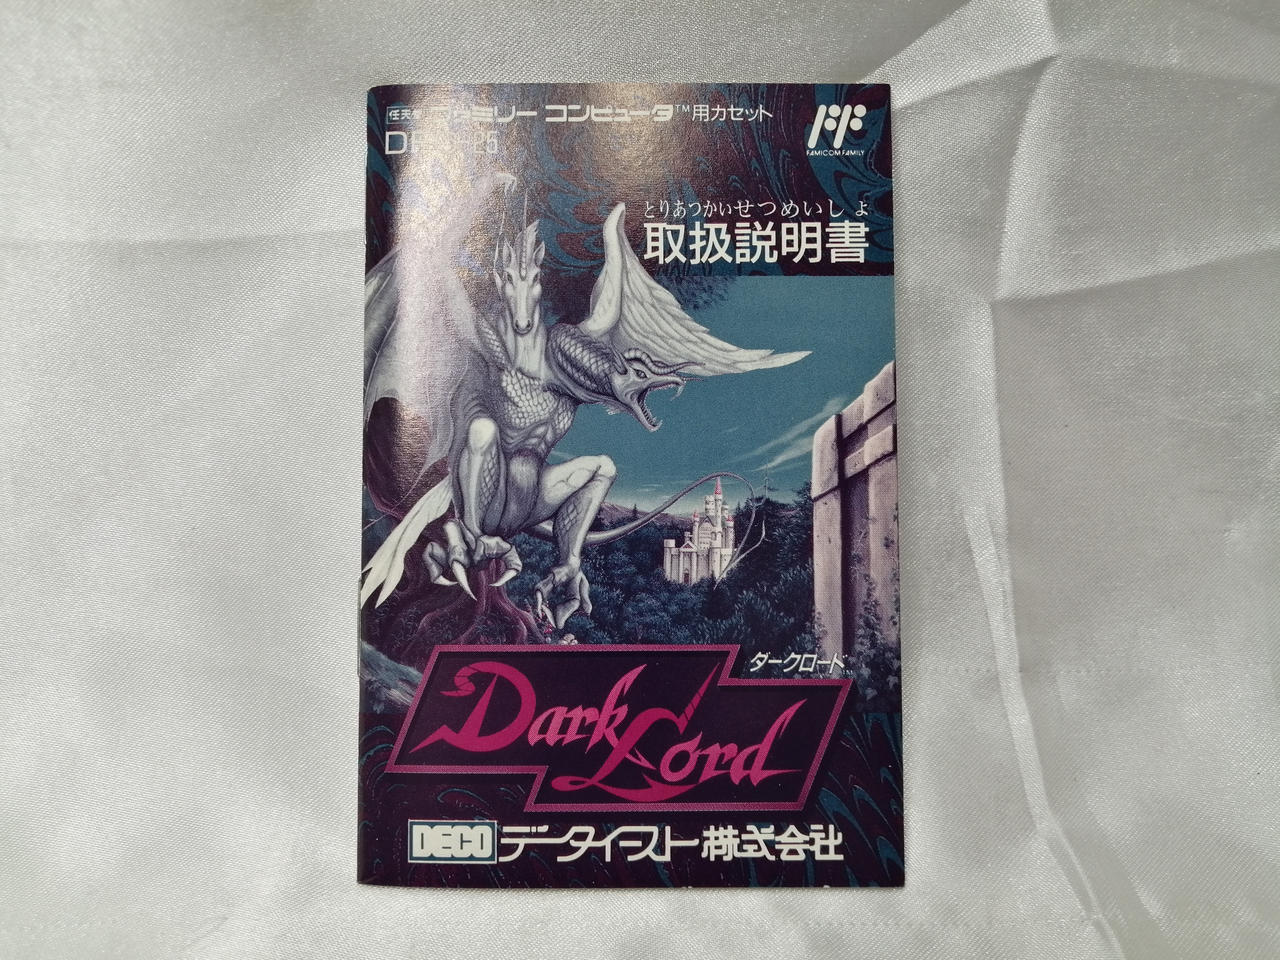 ファミリーコンピュータ™用カセット
FAMICOM FAMILY
とりあつかいせつめいしょ
取扱説明書
ダークロード™
Dark Lord
DECO データイースト株式会社